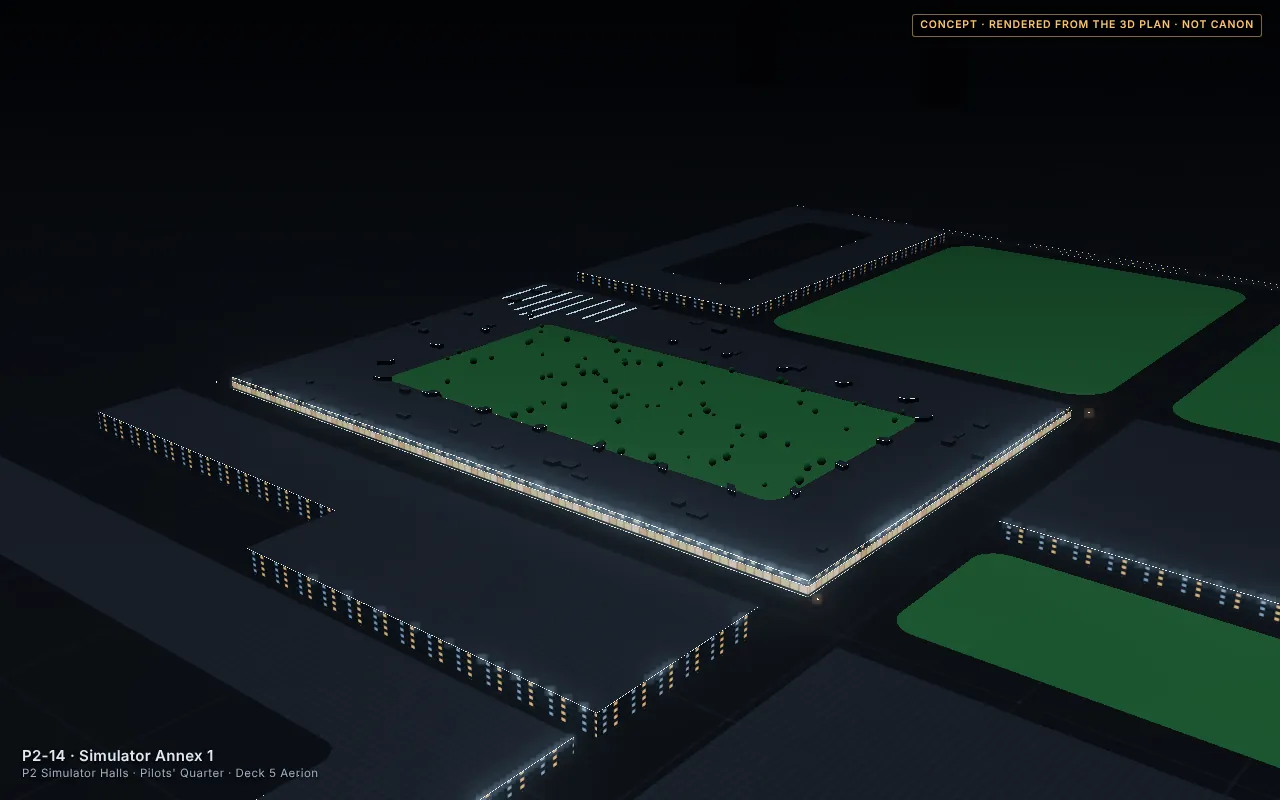 CONCEPT · RENDERED FROM THE 3D PLAN · NOT CANON
P2-14 · Simulator Annex 1
P2 Simulator Halls · Pilots' Quarter · Deck 5 Aerion